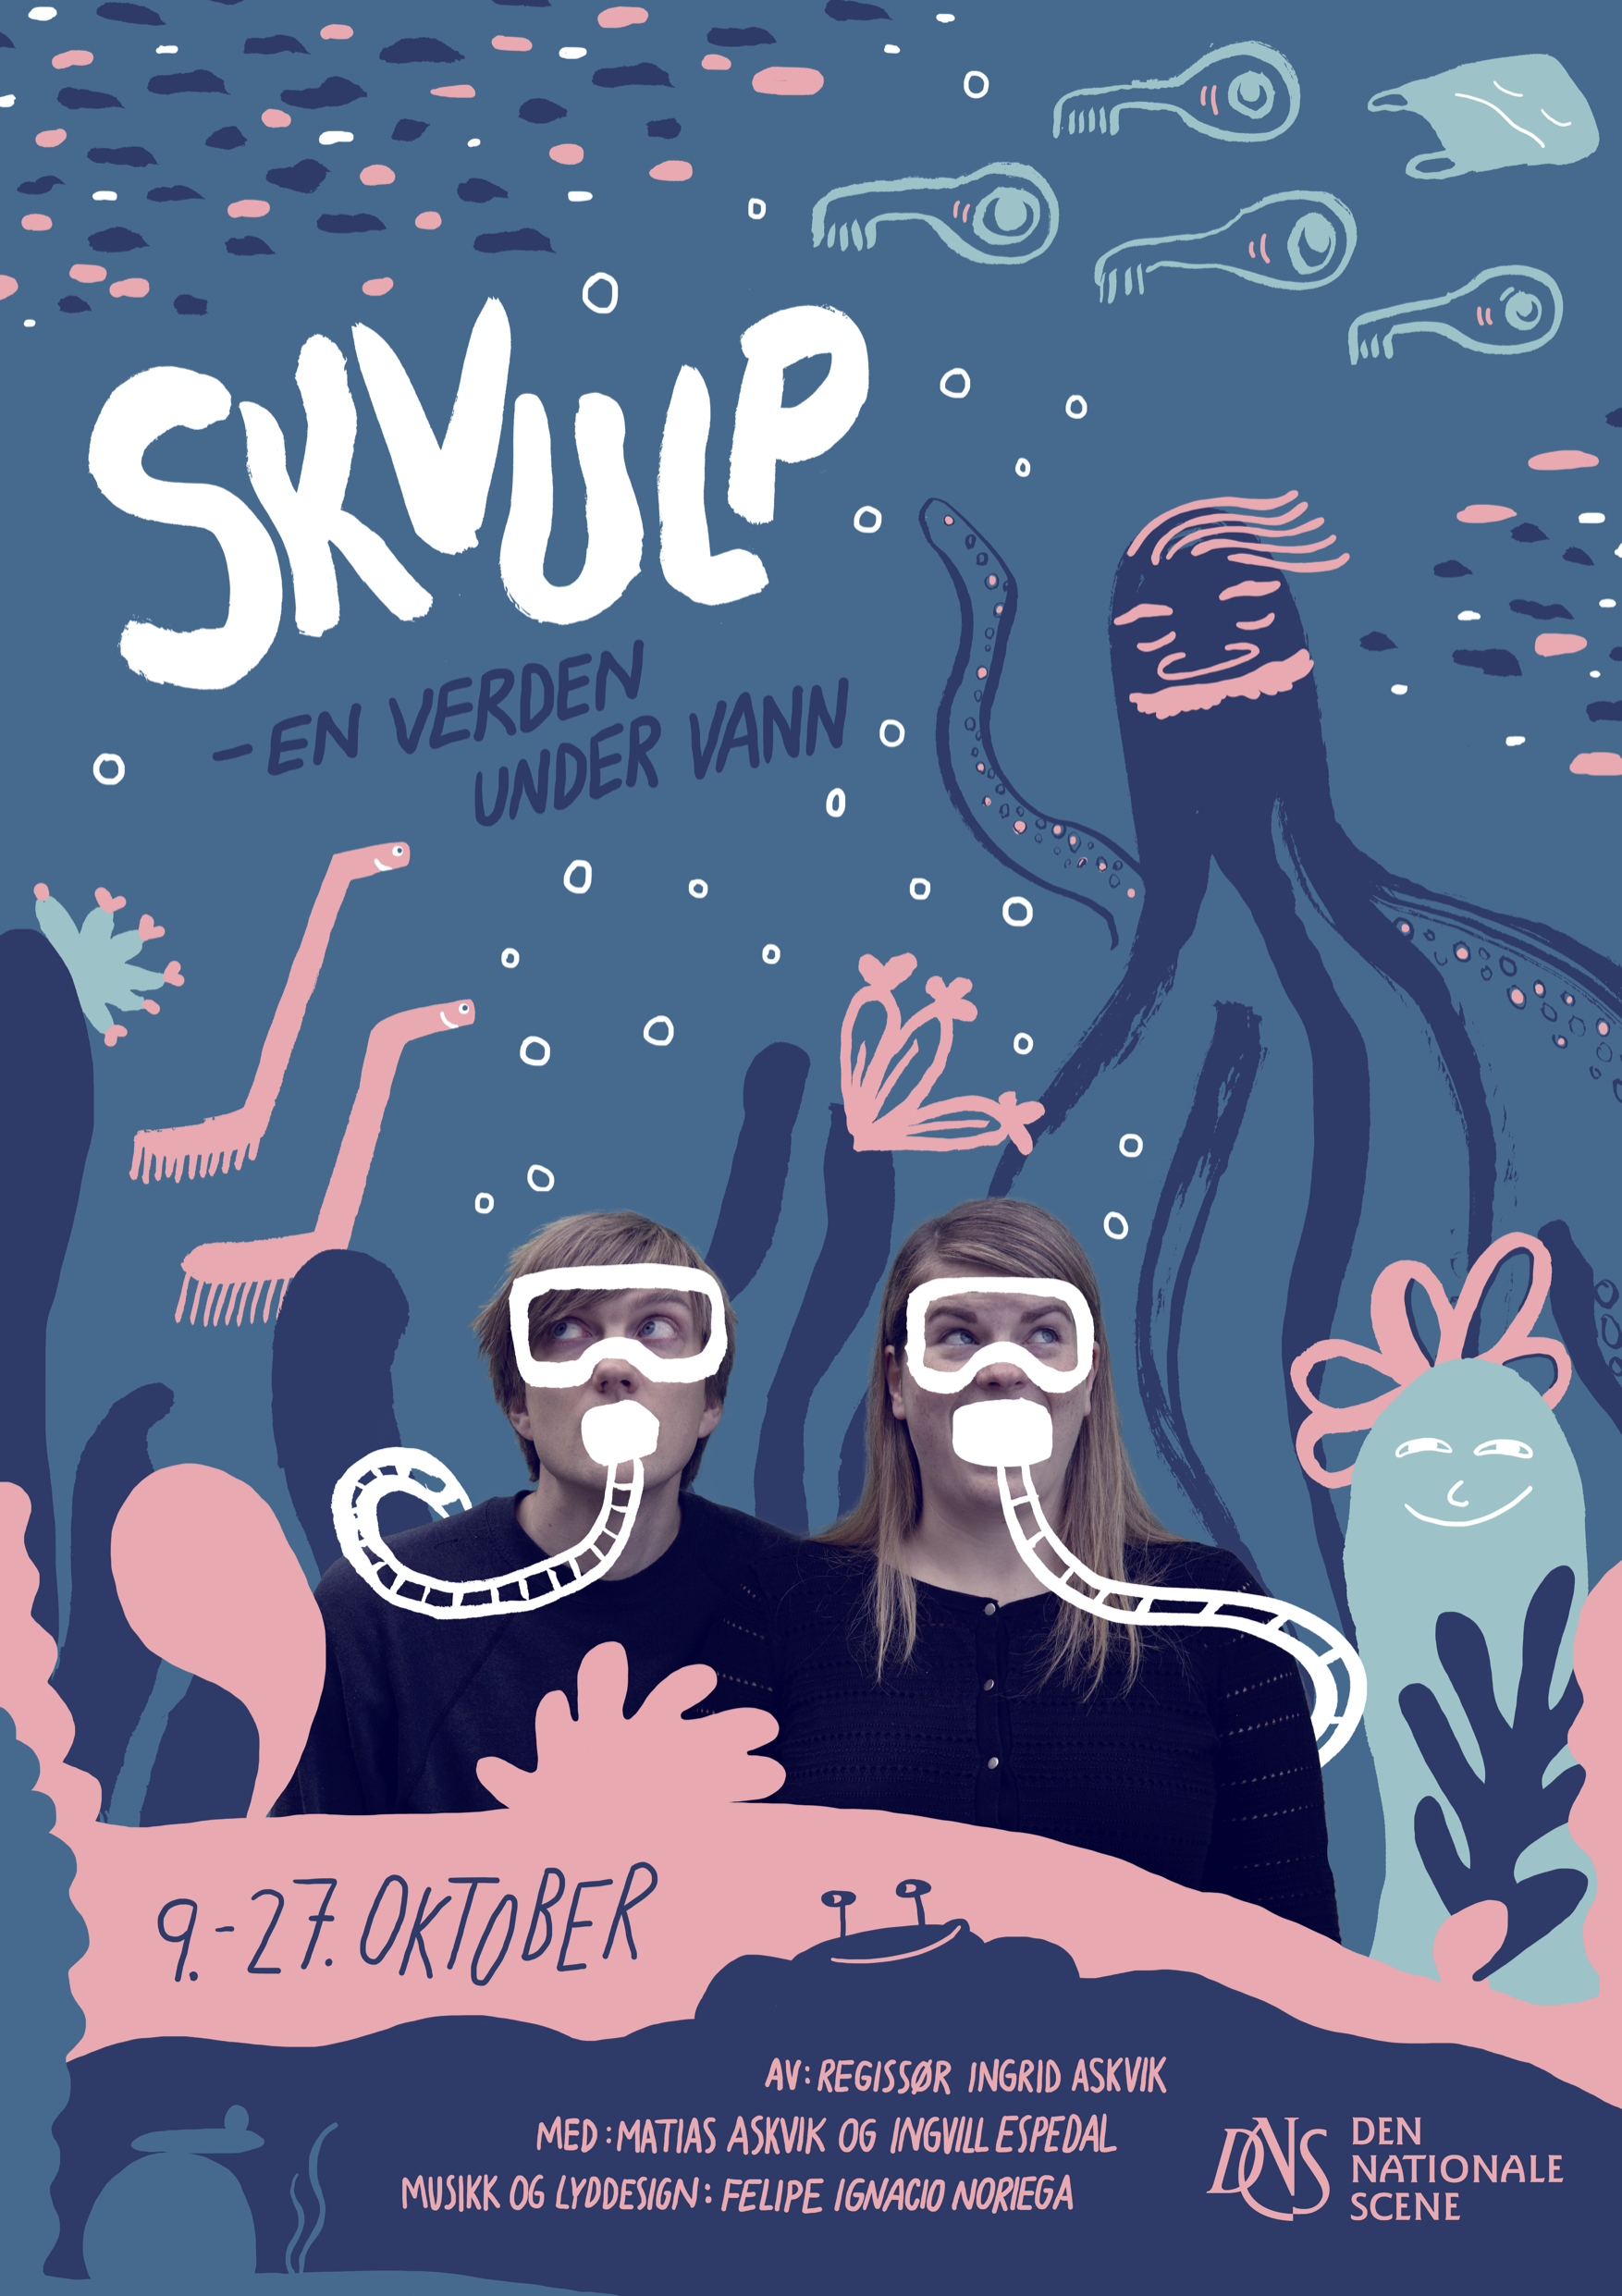 SKVULP
– EN VERDEN
UNDER VANN
9.-27. OKTOBER
AV: REGISSØR INGRID ASKVIK
MED: MATIAS ASKVIK OG INGVILL ESPEDAL
MUSIKK OG LYDDESIGN: FELIPE IGNACIO NORIEGA
DNS
DEN
NATIONALE
SCENE